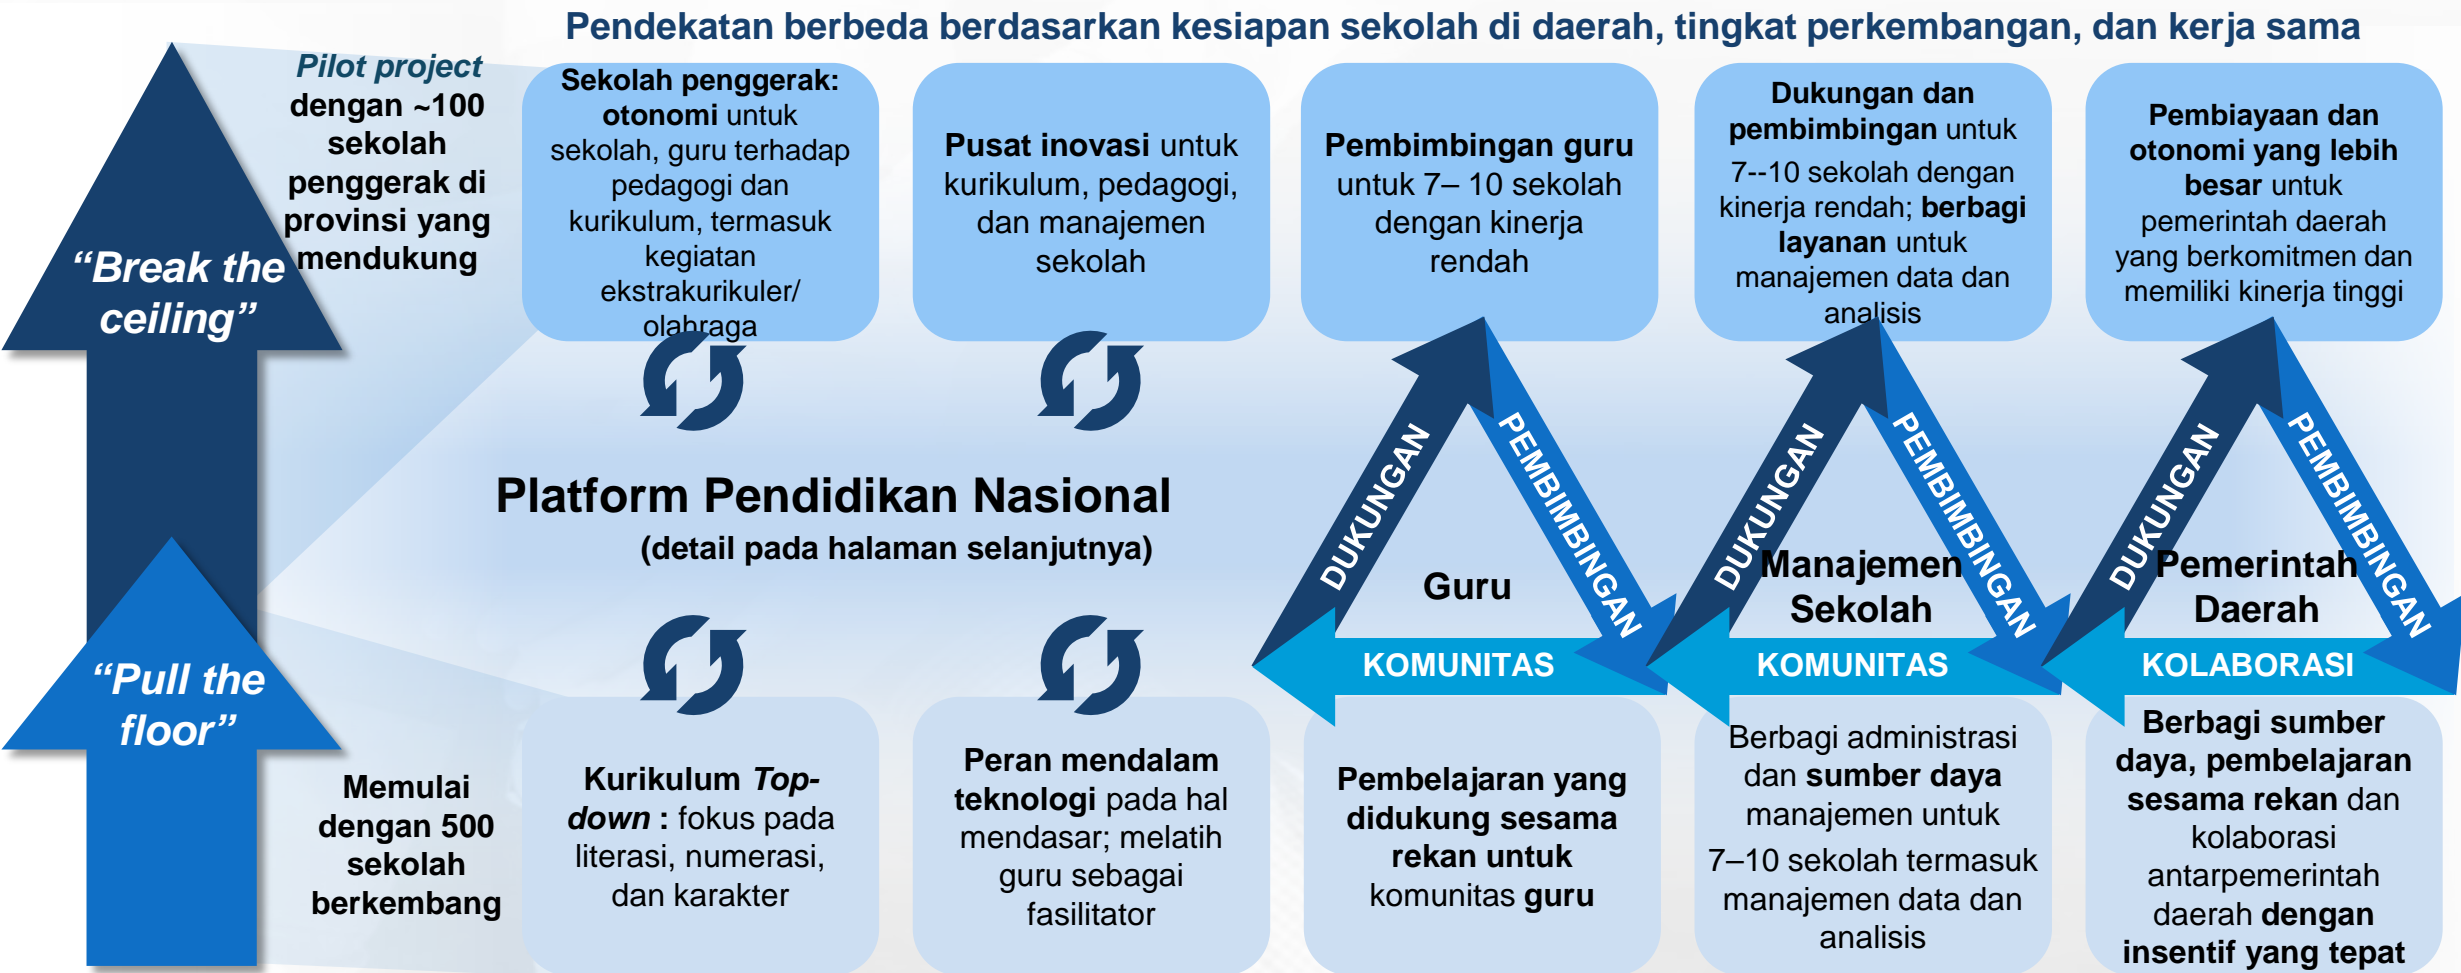 Pendekatan berbeda berdasarkan kesiapan sekolah di daerah, tingkat perkembangan, dan kerja sama
Pilot project
dengan ~100
sekolah
penggerak di
provinsi yang
mendukung
“Break the
ceiling”
Sekolah penggerak:
otonomi untuk
sekolah, guru terhadap
pedagogi dan
kurikulum, termasuk
kegiatan
ekstrakurikuler/
olahraga
Pusat inovasi untuk
kurikulum, pedagogi,
dan manajemen
sekolah
Pembimbingan guru
untuk 7– 10 sekolah
dengan kinerja
rendah
Dukungan dan
pembimbingan untuk
7--10 sekolah dengan
kinerja rendah; berbagi
layanan untuk
manajemen data dan
analisis
Pembiayaan dan
otonomi yang lebih
besar untuk
pemerintah daerah
yang berkomitmen dan
memiliki kinerja tinggi
Platform Pendidikan Nasional
(detail pada halaman selanjutnya)
DUKUNGAN
PEMBIMBINGAN
Guru
KOMUNITAS
DUKUNGAN
PEMBIMBINGAN
Manajemen
Sekolah
KOMUNITAS
DUKUNGAN
PEMBIMBINGAN
Pemerintah
Daerah
KOLABORASI
“Pull the
floor”
Memulai
dengan 500
sekolah
berkembang
Kurikulum Top-
down : fokus pada
literasi, numerasi,
dan karakter
Peran mendalam
teknologi pada hal
mendasar; melatih
guru sebagai
fasilitator
Pembelajaran yang
didukung sesama
rekan untuk
komunitas guru
Berbagi administrasi
dan sumber daya
manajemen untuk
7–10 sekolah termasuk
manajemen data dan
analisis
Berbagi sumber
daya, pembelajaran
sesama rekan dan
kolaborasi
antarpemerintah
daerah dengan
insentif yang tepat